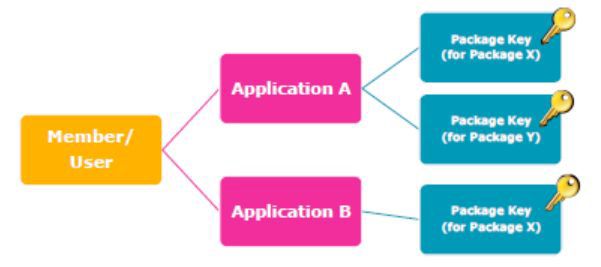 Member/
User
Application A
Package Key
(for Package X)
Package Key
(for Package Y)
Application B
Package Key
(for Package X)